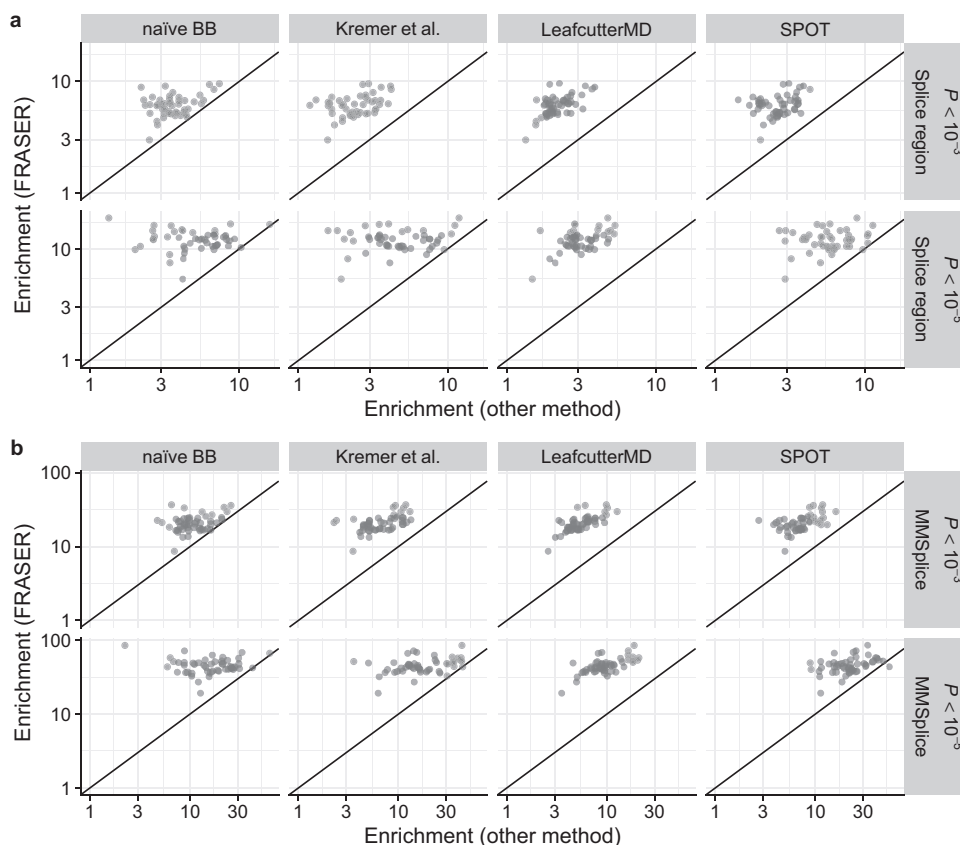 a
naïve BB
Kremer et al.
LeafcutterMD
SPOT
Enrichment (FRASER)
10
3
1
P < 10⁻³
Splice region
10
3
1
P < 10⁻⁵
Splice region
1 3 10 1 3 10 1 3 10 1 3 10
Enrichment (other method)
b
naïve BB
Kremer et al.
LeafcutterMD
SPOT
Enrichment (FRASER)
100
10
1
P < 10⁻³
MMSplice
100
10
1
P < 10⁻⁵
MMSplice
1 3 10 30 1 3 10 30 1 3 10 30 1 3 10 30
Enrichment (other method)